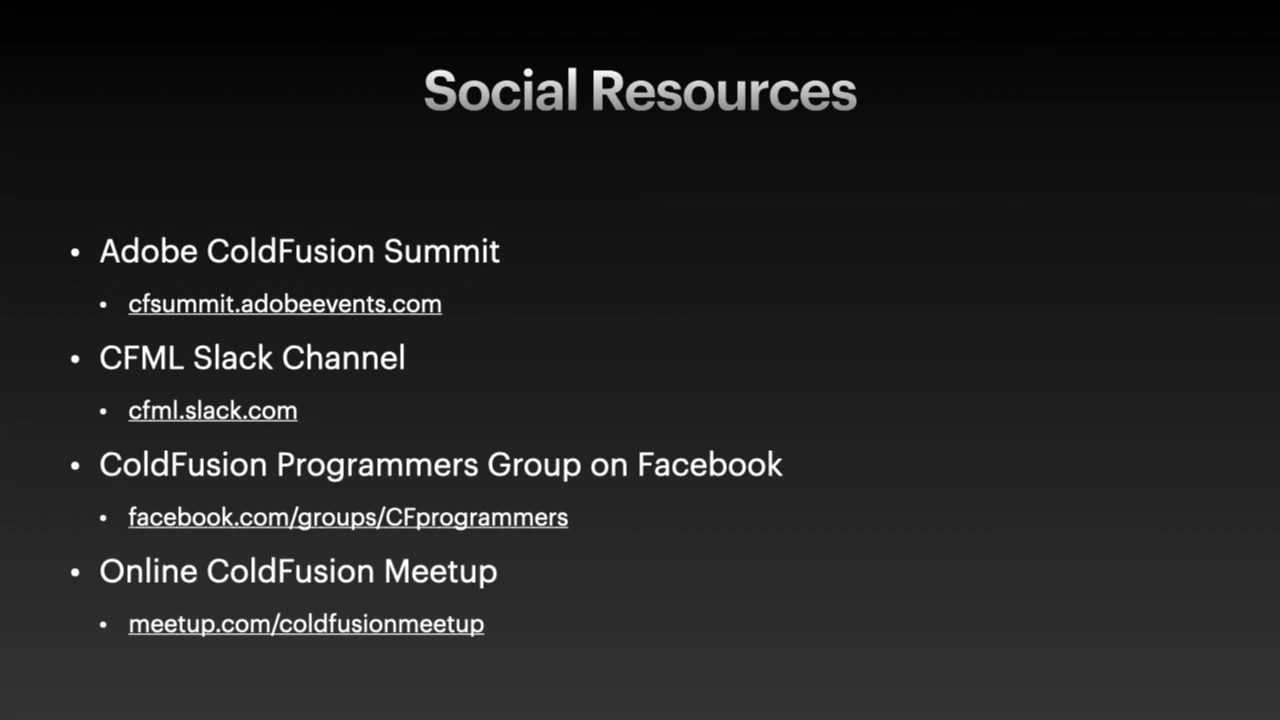 Social Resources
• Adobe ColdFusion Summit
• cfsummit.adobeevents.com
• CFML Slack Channel
• cfml.slack.com
• ColdFusion Programmers Group on Facebook
• facebook.com/groups/CFprogrammers
• Online ColdFusion Meetup
• meetup.com/coldfusionmeetup